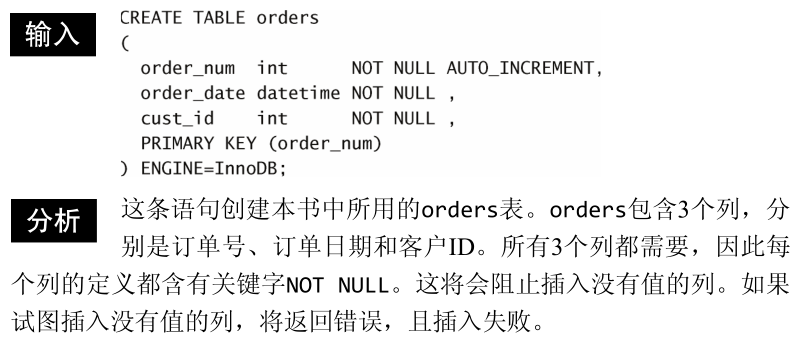 输入
CREATE TABLE orders
(
  order_num  int      NOT NULL AUTO_INCREMENT,
  order_date datetime NOT NULL ,
  cust_id    int      NOT NULL ,
  PRIMARY KEY (order_num)
) ENGINE=InnoDB;
分析
这条语句创建本书中所用的orders表。orders包含3个列，分
别是订单号、订单日期和客户ID。所有3个列都需要，因此每
个列的定义都含有关键字NOT NULL。这将会阻止插入没有值的列。如果
试图插入没有值的列，将返回错误，且插入失败。